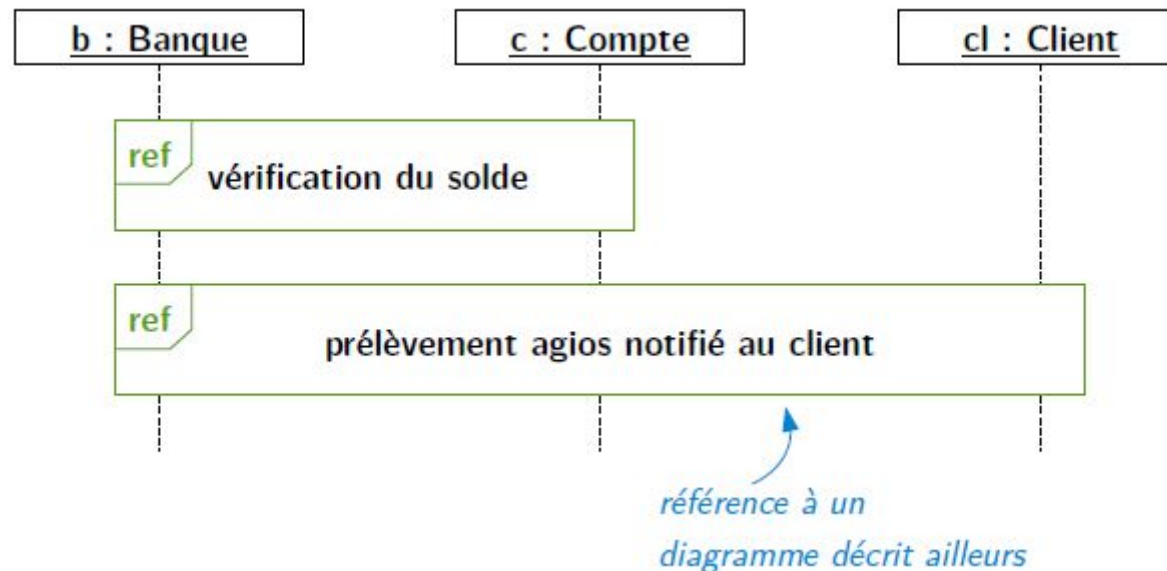 b : Banque
c : Compte
cl : Client
ref
vérification du solde
ref
prélèvement agios notifié au client
référence à un
diagramme décrit ailleurs